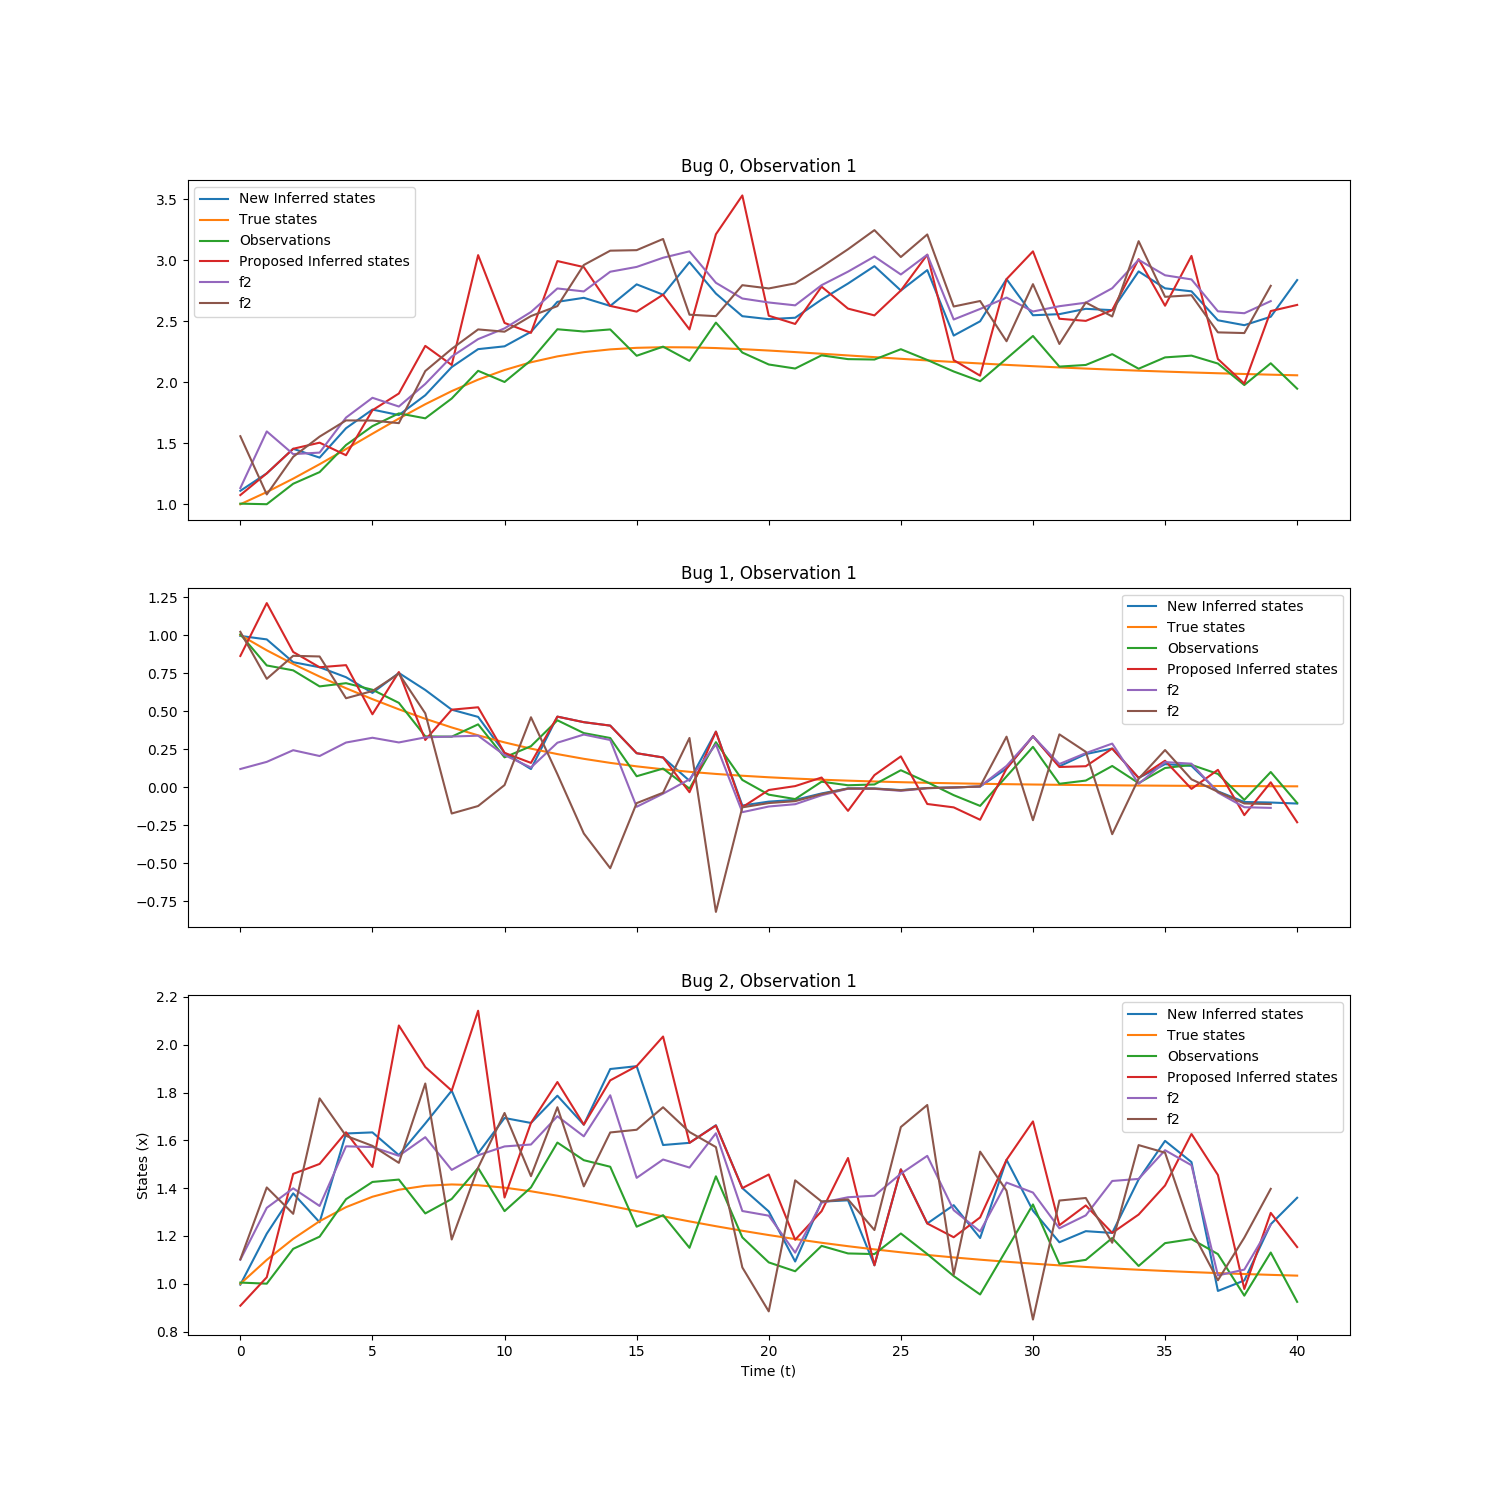 Bug 0, Observation 1
3.5
3.0
2.5
2.0
1.5
1.0
New Inferred states
True states
Observations
Proposed Inferred states
f2
f2
Bug 1, Observation 1
1.25
1.00
0.75
0.50
0.25
0.00
−0.25
−0.50
−0.75
New Inferred states
True states
Observations
Proposed Inferred states
f2
f2
Bug 2, Observation 1
2.2
2.0
1.8
1.6
1.4
1.2
1.0
0.8
States (x)
New Inferred states
True states
Observations
Proposed Inferred states
f2
f2
0 5 10 15 20 25 30 35 40
Time (t)